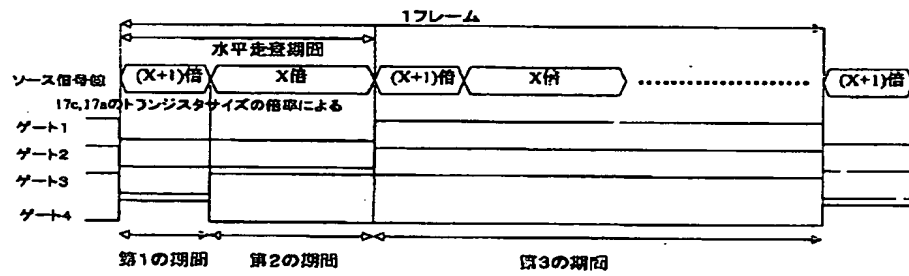 1フレーム
水平走査期間
ソース信号線 (X+1)倍 X倍 (X+1)倍 X倍 (X+1)倍
17c,17aのトランジスタサイズの倍率による
ゲート1
ゲート2
ゲート3
ゲート4
第1の期間 第2の期間 第3の期間